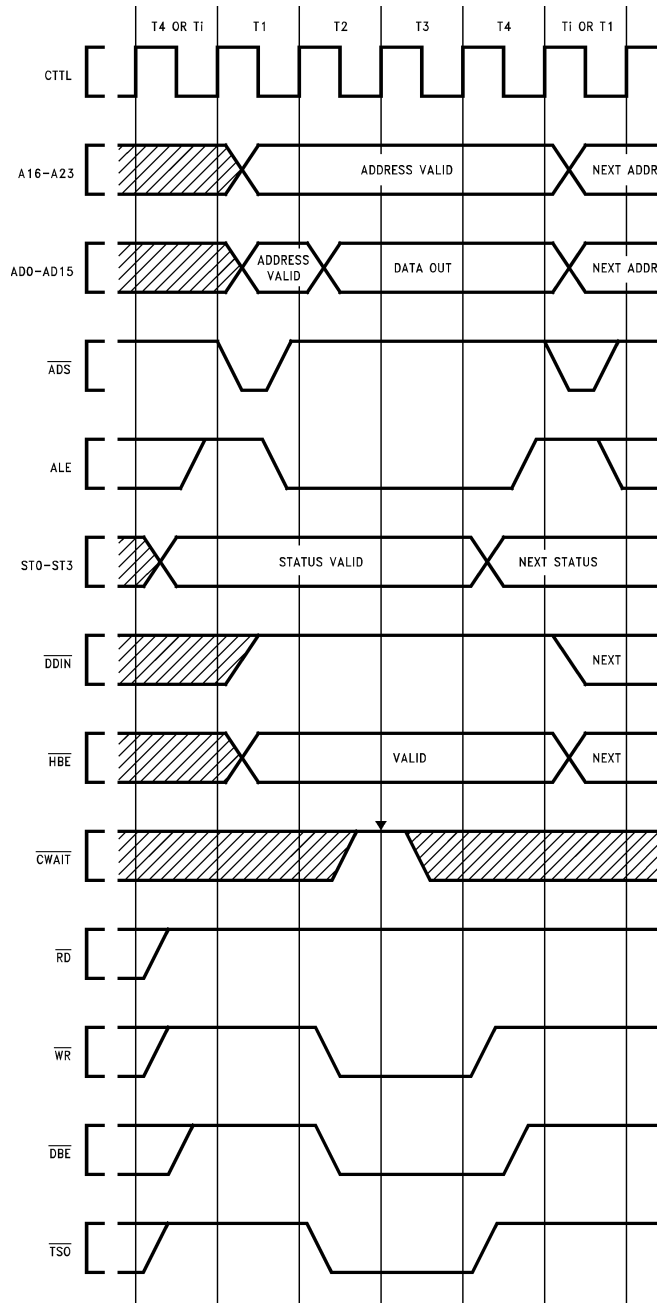 T4 OR Ti T1 T2 T3 T4 Ti OR T1
CTTL
A16-A23 ADDRESS VALID NEXT ADDR
AD0-AD15 ADDRESS VALID DATA OUT NEXT ADDR
ADS
ALE
ST0-ST3 STATUS VALID NEXT STATUS
DDIN NEXT
HBE VALID NEXT
CWAIT
RD
WR
DBE
TSO